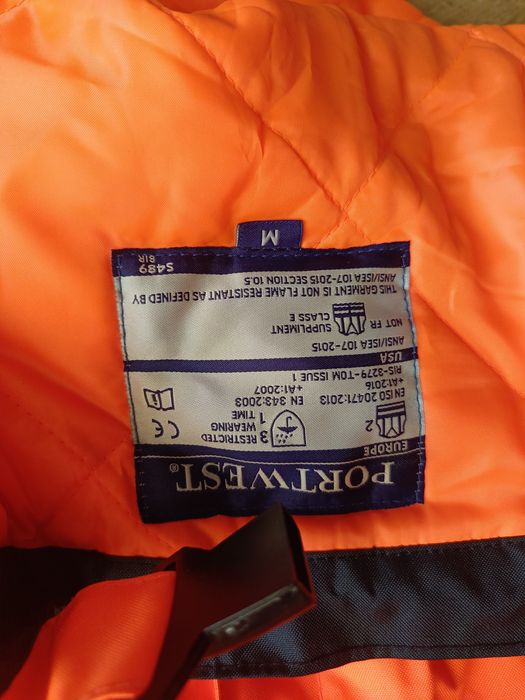 PORTWEST®
EUROPE
2
EN ISO 20471:2013
+A1:2016
RIS-3279-TOM ISSUE 1
3 RESTRICTED
1 WEARING
TIME
EN 343:2003
+A1:2007
CE
i
USA
ANSI/ISEA 107-2015
NOT FR
SUPPLIMENT
CLASS E
THIS GARMENT IS NOT FLAME RESISTANT AS DEFINED BY
ANSI/ISEA 107-2015 SECTION 10.5
S489
BIR
M